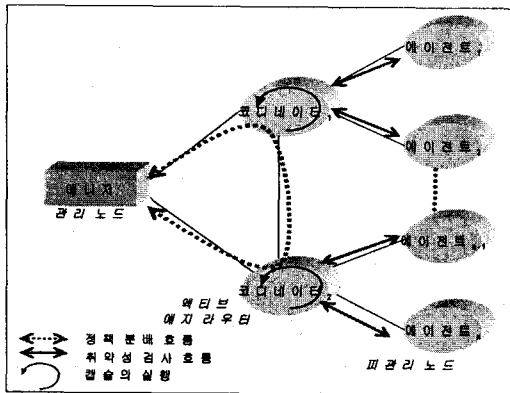 에이전트₁
코디네이터₁
에이전트₂
매니저
관리 노드
에이전트ₙ₋₁
코디네이터₂
액티브
에지 라우터
에이전트ₙ
피관리 노드
정책분배흐름
취약성 검사흐름
캡슐의 실행